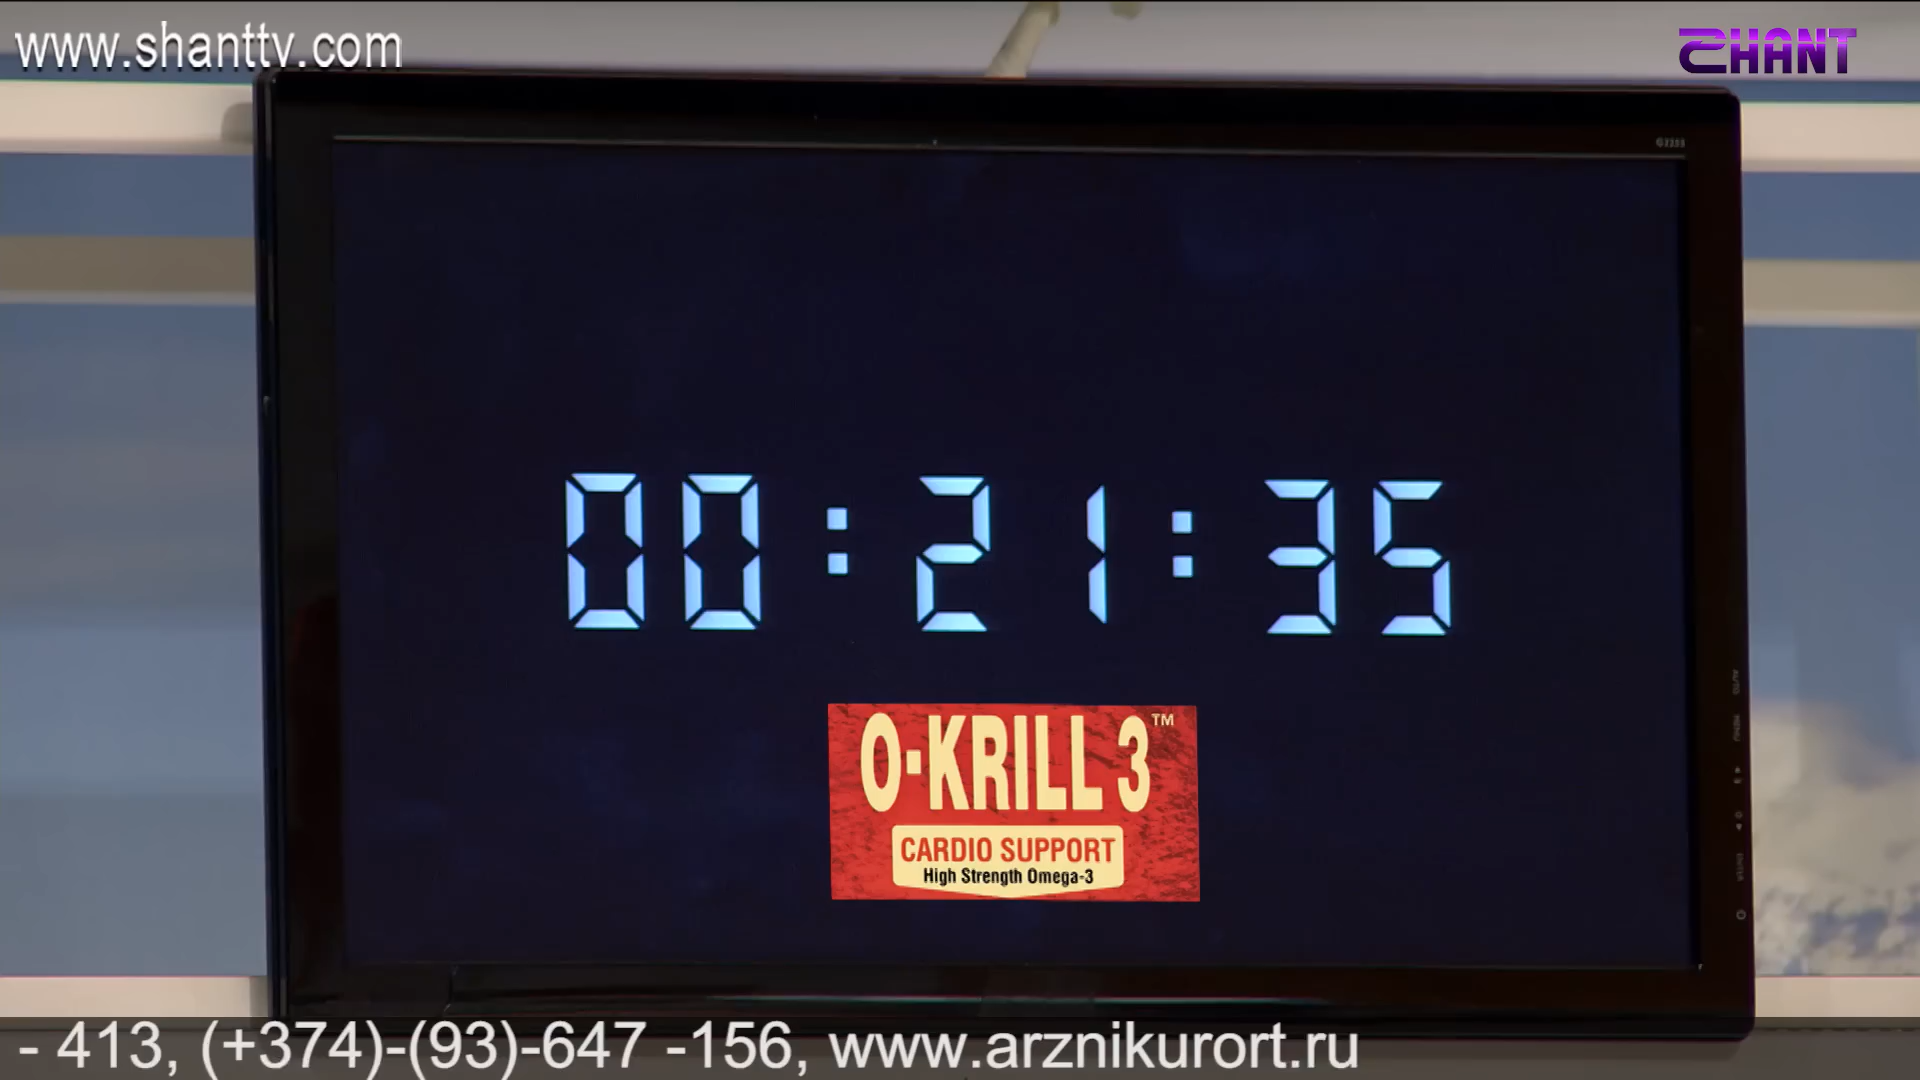 www.shanttv.com
SHANT
00:21:35
O-KRILL 3™
CARDIO SUPPORT
High Strength Omega-3
- 413, (+374)-(93)-647 -156, www.arznikurort.ru